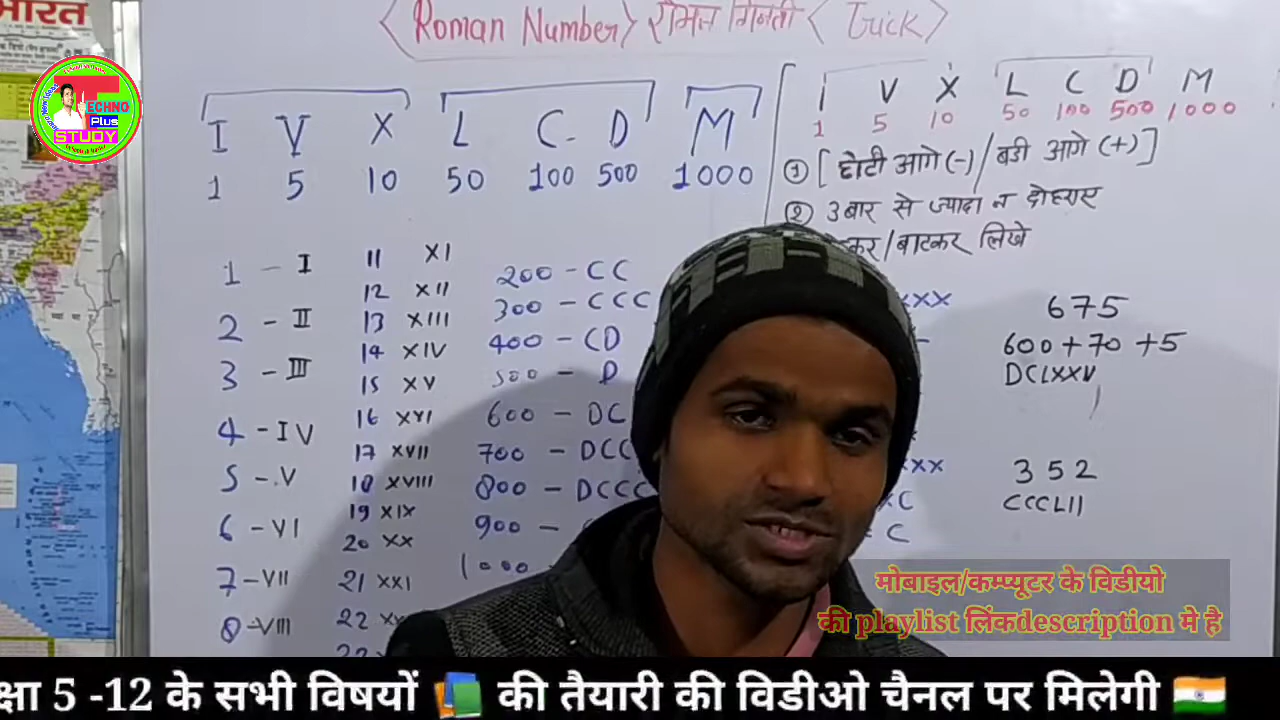 भारत
TECHNO
Plus
STUDY
<Roman Number> रोमन गिनती <Trick>
I V X L C D M
1 5 10 50 100 500 1000
I V X L C D M
1 5 10 50 100 500 1000
① [छोटी आगे (-) / बडी आगे (+)]
② 3 बार से ज्यादा न दोहराए
कर/बाटकर लिखे
1 - I
2 - II
3 - III
4 - IV
5 - V
6 - VI
7 - VII
8 - VIII
11 XI
12 XII
13 XIII
14 XIV
15 XV
16 XVI
17 XVII
18 XVIII
19 XIX
20 XX
21 XXI
22 XX
200 - CC
300 - CCC
400 - CD
500 - D
600 - DC
700 - DCC
800 - DCCC
900 -
1000
XX
XX
C
C
675
600+70+5
DCLXXV
352
CCCLII
मोबाइल/कम्प्यूटर के विडीयो
की playlist लिंकdescription मे है
क्षा 5 -12 के सभी विषयों की तैयारी की विडीओ चैनल पर मिलेगी